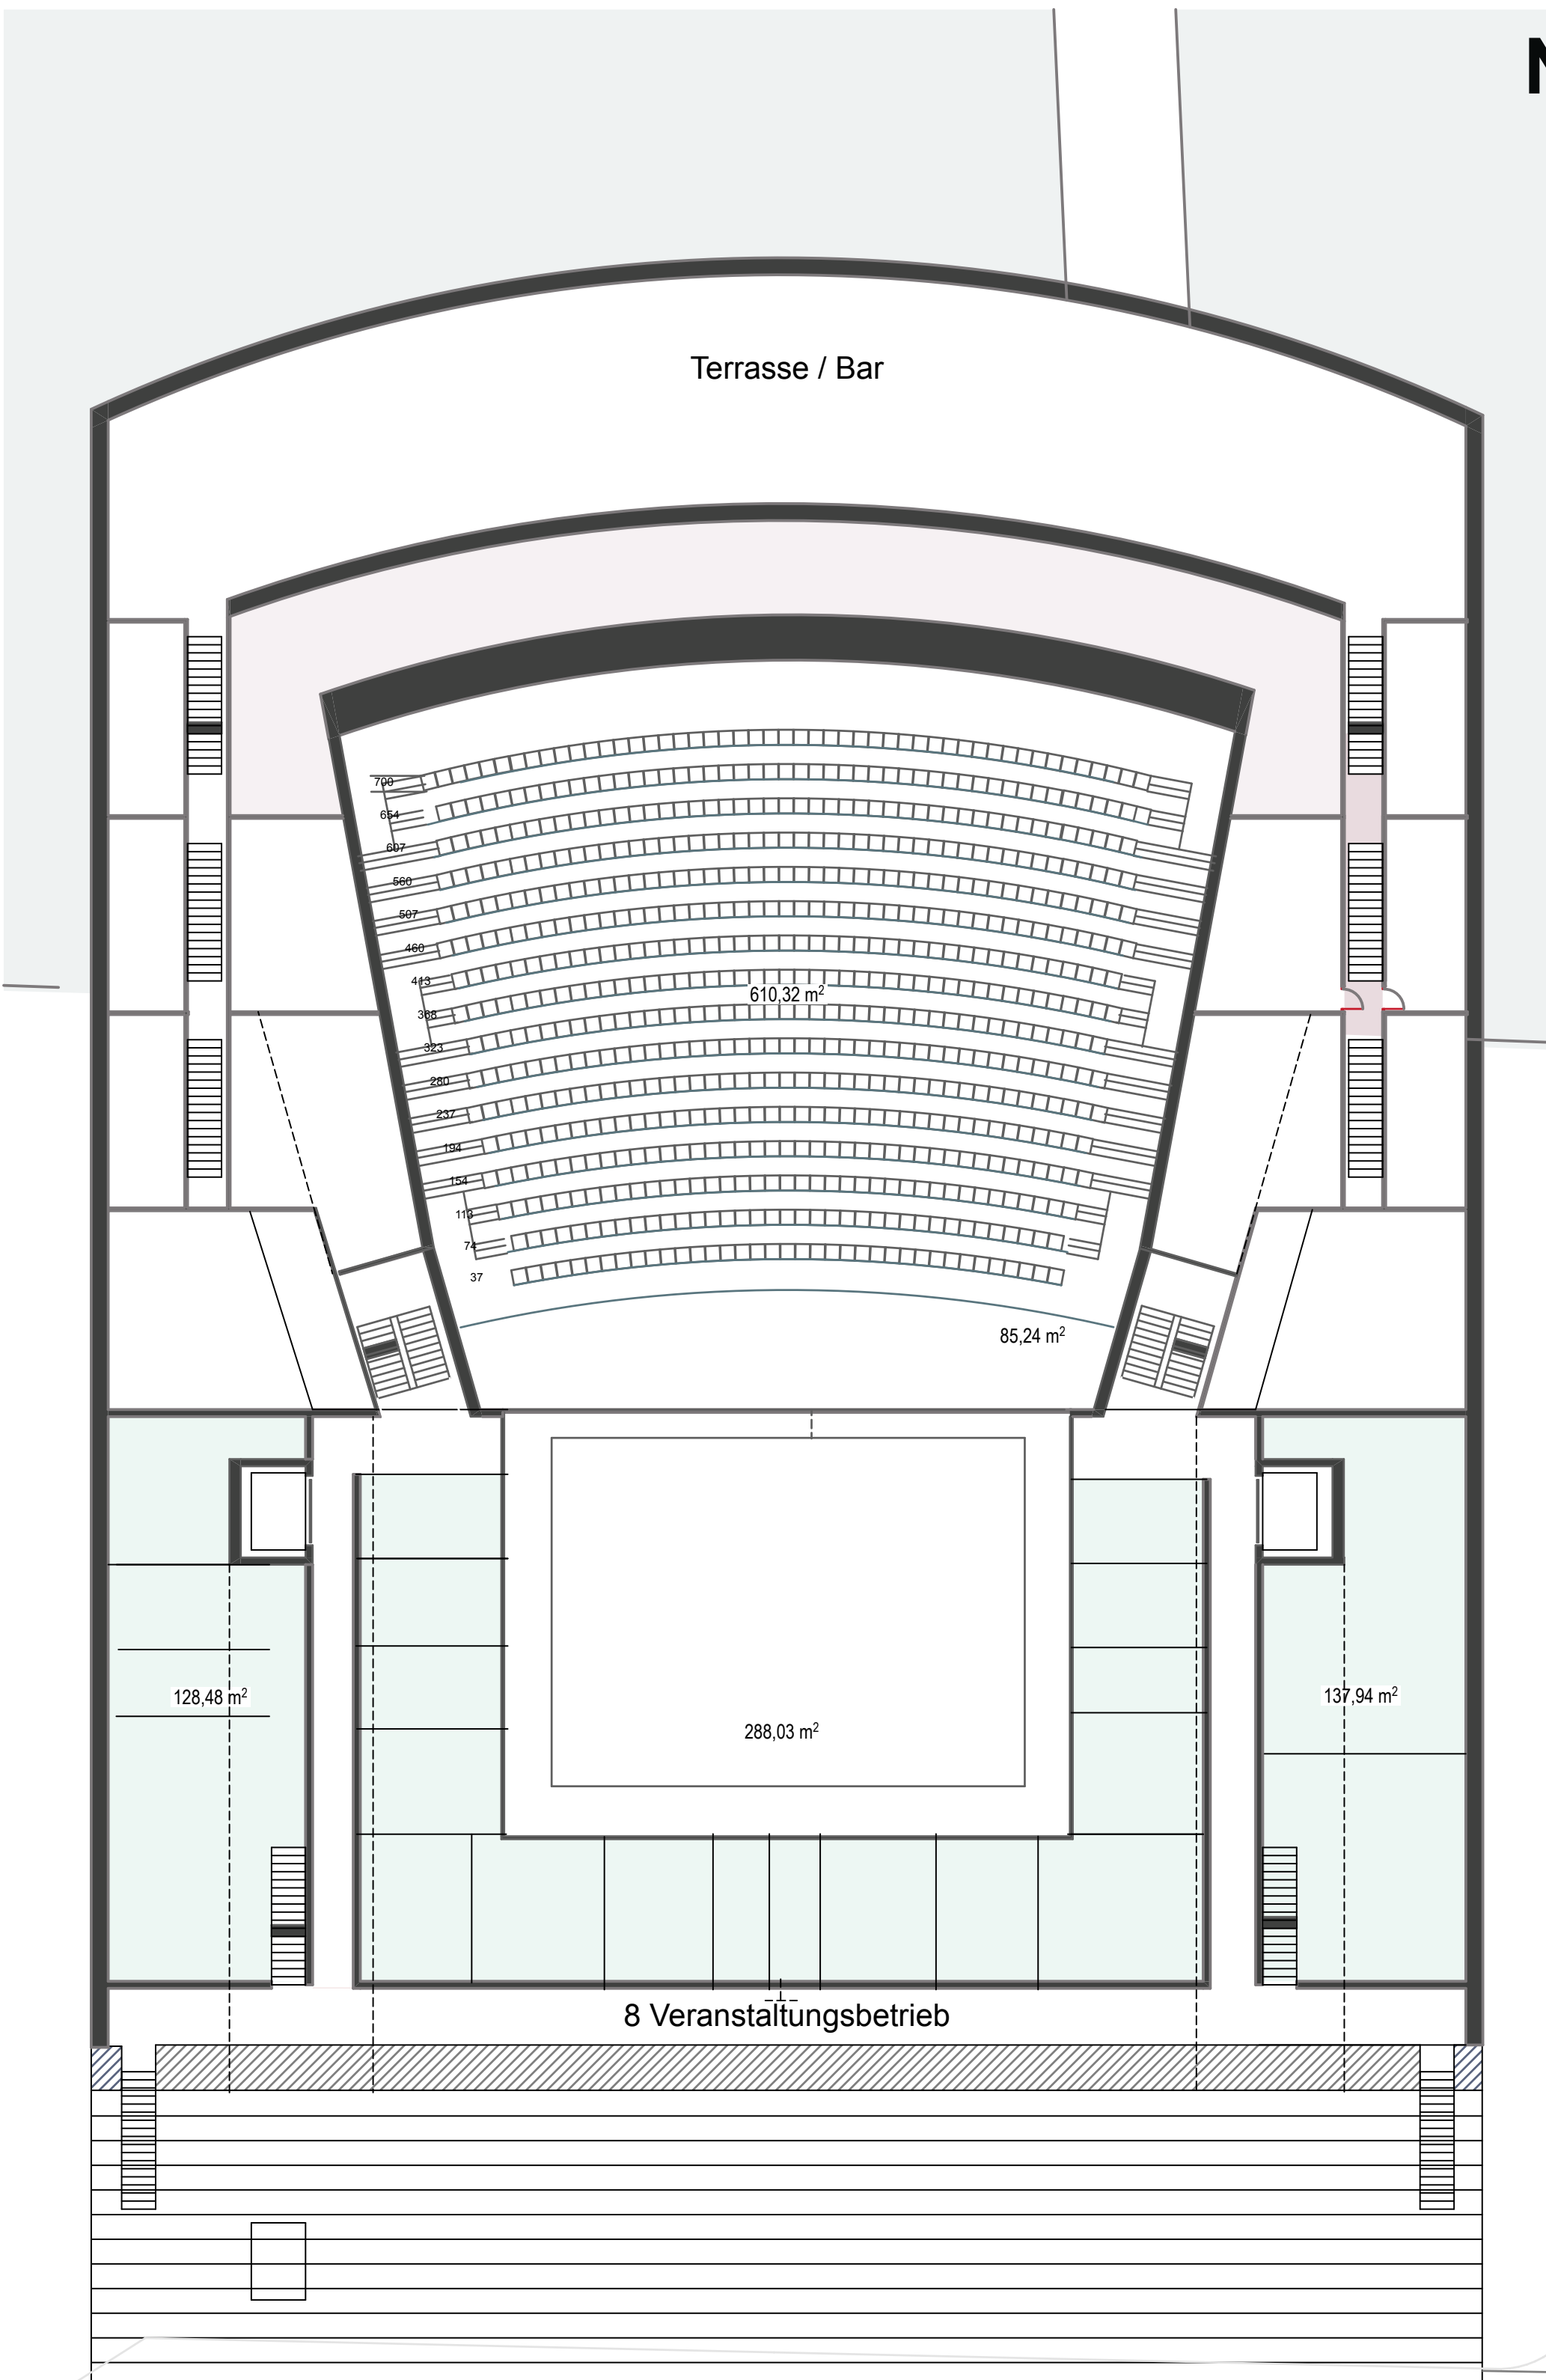 Terrasse / Bar
700
654
607
560
507
460
413
610,32 m²
368
323
280
237
194
154
113
74
37
85,24 m²
128,48 m²
137,94 m²
288,03 m²
8 Veranstaltungsbetrieb